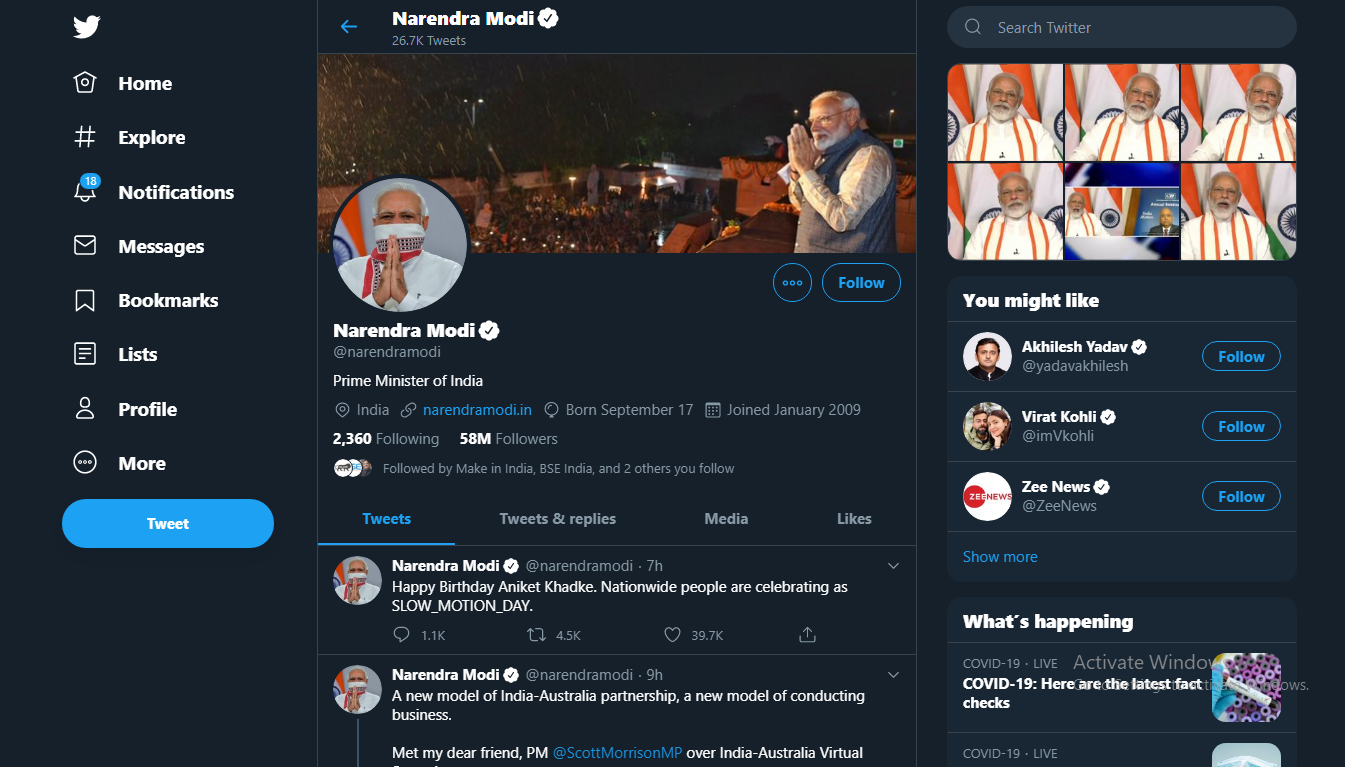 Home
Explore
18
Notifications
Messages
Bookmarks
Lists
Profile
More
Tweet
Narendra Modi
26.7K Tweets
Follow
Narendra Modi
@narendramodi
Prime Minister of India
India narendramodi.in Born September 17 Joined January 2009
2,360 Following 58M Followers
Followed by Make in India, BSE India, and 2 others you follow
Tweets Tweets & replies Media Likes
Narendra Modi @narendramodi · 7h
Happy Birthday Aniket Khadke. Nationwide people are celebrating as
SLOW_MOTION_DAY.
1.1K 4.5K 39.7K
Narendra Modi @narendramodi · 9h
A new model of India-Australia partnership, a new model of conducting
business.
Met my dear friend, PM @ScottMorrisonMP over India-Australia Virtual
Search Twitter
You might like
Akhilesh Yadav
@yadavakhilesh
Follow
Virat Kohli
@imVkohli
Follow
ZEENEWS
Zee News
@ZeeNews
Follow
Show more
What´s happening
COVID-19 · LIVE
COVID-19: Here are the latest fact
checks
COVID-19 · LIVE
Activate Windows